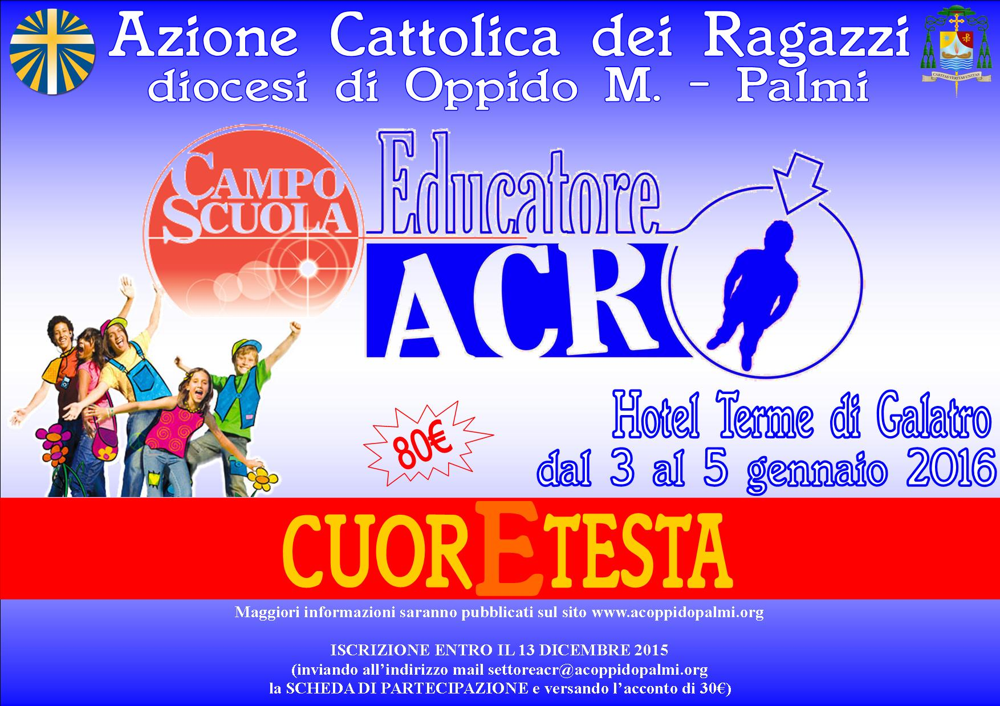 Azione Cattolica dei Ragazzi
diocesi di Oppido M. - Palmi
CARITAS VERITAS UNITAS
CAMPO
SCUOLA
Educatore
ACR
80€
Hotel Terme di Galatro
dal 3 al 5 gennaio 2016
CUORETESTA
Maggiori informazioni saranno pubblicati sul sito www.acoppidopalmi.org
ISCRIZIONE ENTRO IL 13 DICEMBRE 2015
(inviando all'indirizzo mail settoreacr@acoppidopalmi.org
la SCHEDA DI PARTECIPAZIONE e versando l'acconto di 30€)